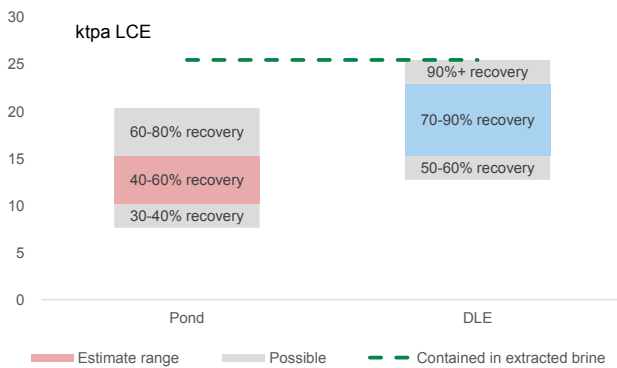 30
ktpa LCE
25
90%+ recovery
20
60-80% recovery
70-90% recovery
15
40-60% recovery
50-60% recovery
10
30-40% recovery
5
0
Pond
DLE
Estimate range
Possible
Contained in extracted brine